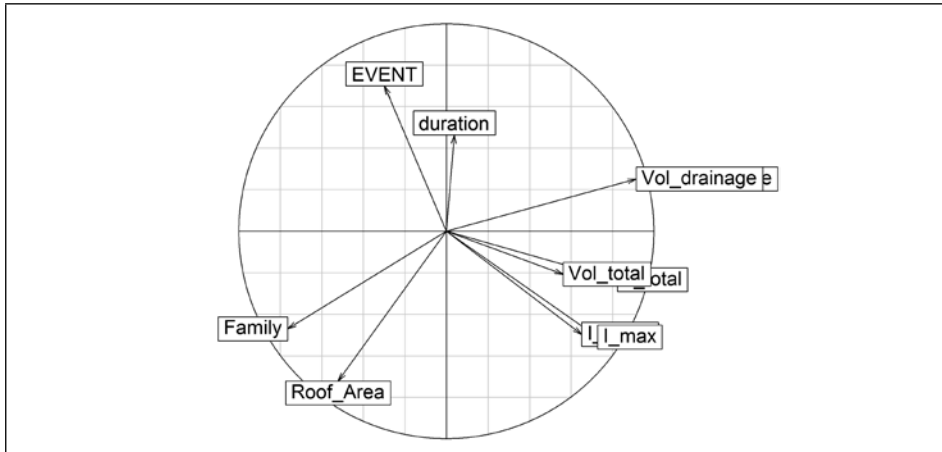 EVENT
duration
Vol_drainage
Vol_total
I_max
Family
Roof_Area